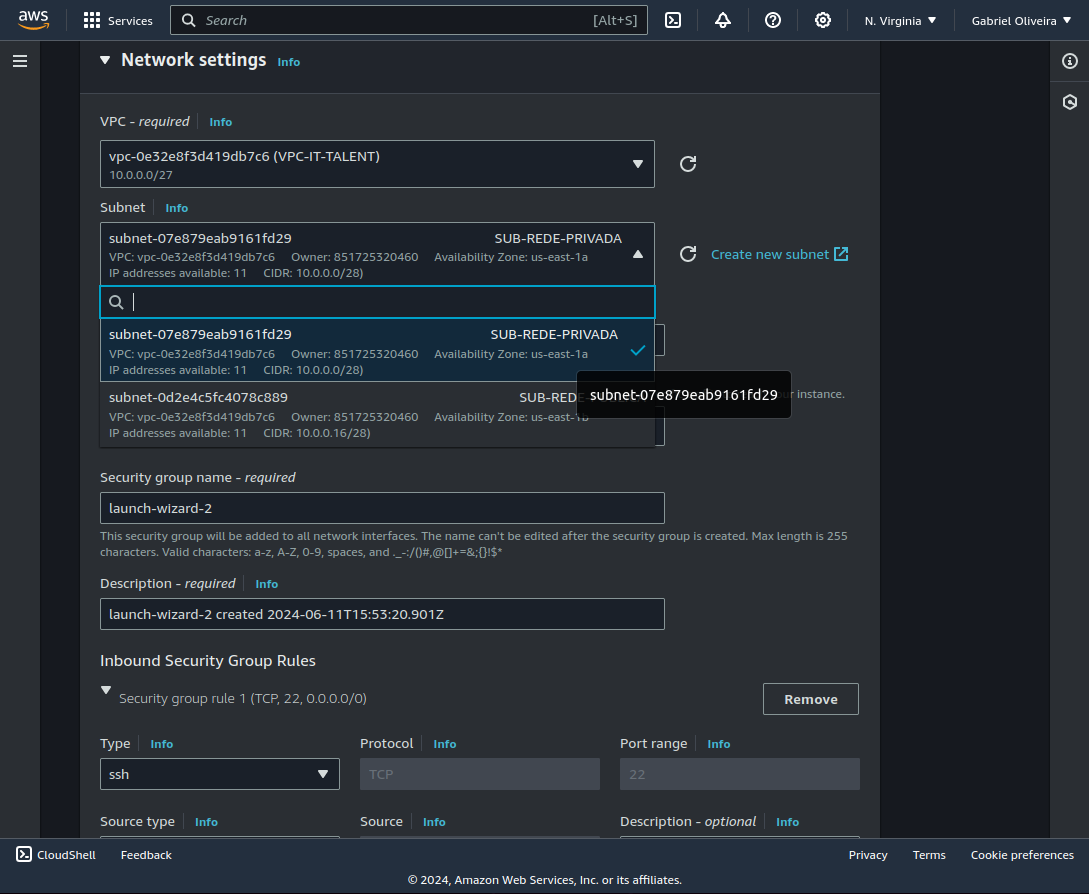 aws Services Search [Alt+S] N. Virginia Gabriel Oliveira
Network settings Info
VPC - required Info
vpc-0e32e8f3d419db7c6 (VPC-IT-TALENT)
10.0.0.0/27
Subnet Info
subnet-07e879eab9161fd29 SUB-REDE-PRIVADA
VPC: vpc-0e32e8f3d419db7c6 Owner: 851725320460 Availability Zone: us-east-1a
IP addresses available: 11 CIDR: 10.0.0.0/28)
Create new subnet
subnet-07e879eab9161fd29 SUB-REDE-PRIVADA
VPC: vpc-0e32e8f3d419db7c6 Owner: 851725320460 Availability Zone: us-east-1a
IP addresses available: 11 CIDR: 10.0.0.0/28)
subnet-07e879eab9161fd29
instance.
subnet-0d2e4c5fc4078c889 SUB-REDE
VPC: vpc-0e32e8f3d419db7c6 Owner: 851725320460 Availability Zone: us-east-1b
IP addresses available: 11 CIDR: 10.0.0.16/28)
Security group name - required
launch-wizard-2
This security group will be added to all network interfaces. The name can't be edited after the security group is created. Max length is 255
characters. Valid characters: a-z, A-Z, 0-9, spaces, and ._-:/()#,@[]+=&;{}!$*
Description - required Info
launch-wizard-2 created 2024-06-11T15:53:20.901Z
Inbound Security Group Rules
Security group rule 1 (TCP, 22, 0.0.0.0/0) Remove
Type Info Protocol Info Port range Info
ssh TCP 22
Source type Info Source Info Description - optional Info
CloudShell Feedback Privacy Terms Cookie preferences
© 2024, Amazon Web Services, Inc. or its affiliates.